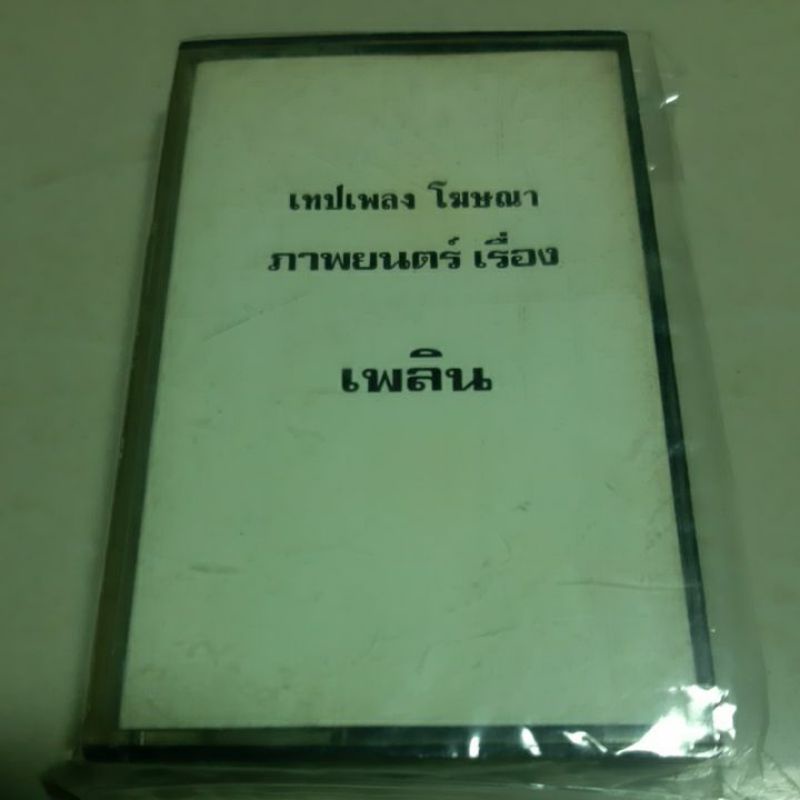 เทปเพลง โฆษณา
ภาพยนตร์ เรื่อง
เพลิน